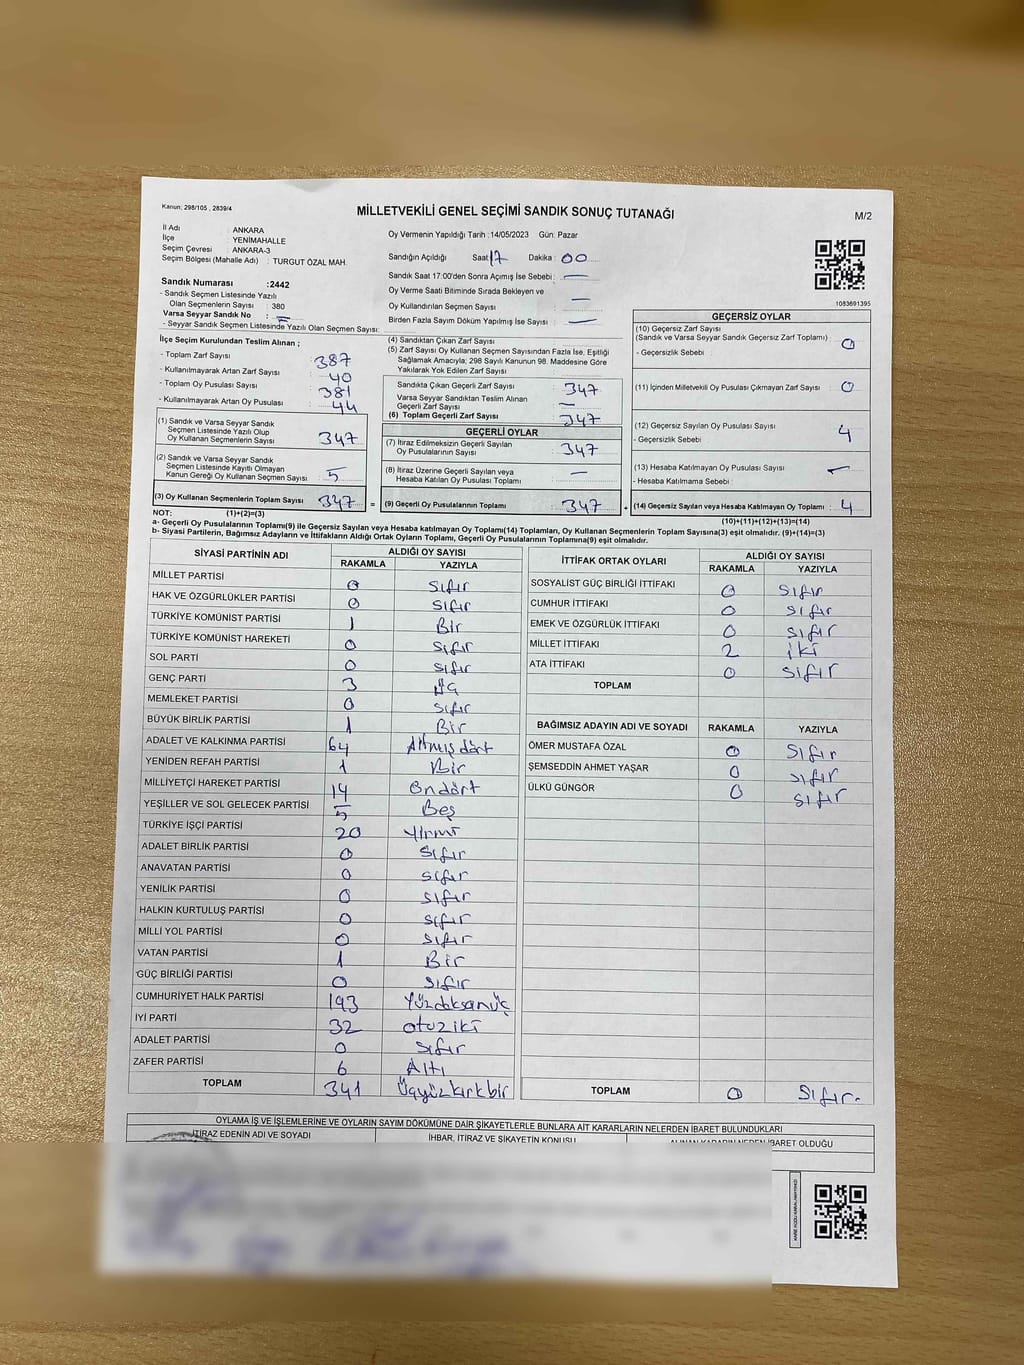 Kanun: 298/105 , 2839/4
MİLLETVEKİLİ GENEL SEÇİMİ SANDIK SONUÇ TUTANAĞI
M/2
İl Adı : ANKARA
İlçe : YENİMAHALLE
Seçim Çevresi : ANKARA-3
Seçim Bölgesi (Mahalle Adı) : TURGUT ÖZAL MAH.
Oy Vermenin Yapıldığı Tarih : 14/05/2023 Gün: Pazar
Sandığın Açıldığı Saat 17 Dakika : 00
Sandık Saat 17:00'den Sonra Açımış İse Sebebi : —
Oy Verme Saati Bitiminde Sırada Bekleyen ve
Oy Kullandırılan Seçmen Sayısı —
Birden Fazla Sayım Döküm Yapılmış İse Sayısı : —
1083691395
Sandık Numarası :2442
- Sandık Seçmen Listesinde Yazılı
Olan Seçmenlerin Sayısı : 380
Varsa Seyyar Sandık No : —
- Seyyar Sandık Seçmen Listesinde Yazılı Olan Seçmen Sayısı:
İlçe Seçim Kurulundan Teslim Alınan ;
- Toplam Zarf Sayısı : 387
- Kullanılmayarak Artan Zarf Sayısı : 40
- Toplam Oy Pusulası Sayısı : 381
- Kullanılmayarak Artan Oy Pusulası : 44
(1) Sandık ve Varsa Seyyar Sandık
Seçmen Listesinde Yazılı Olup
Oy Kullanan Seçmenlerin Sayısı : 347
(2) Sandık ve Varsa Seyyar Sandık
Seçmen Listesinde Kayıtlı Olmayan
Kanun Gereği Oy Kullanan Seçmen Sayısı : 5
(3) Oy Kullanan Seçmenlerin Toplam Sayısı : 347 =
(4) Sandıktan Çıkan Zarf Sayısı :
(5) Zarf Sayısı Oy Kullanan Seçmen Sayısından Fazla İse, Eşitliği
Sağlamak Amacıyla; 298 Sayılı Kanunun 98. Maddesine Göre
Yakılarak Yok Edilen Zarf Sayısı :
Sandıkta Çıkan Geçerli Zarf Sayısı : 347
Varsa Seyyar Sandıktan Teslim Alınan
Geçerli Zarf Sayısı : —
(6) Toplam Geçerli Zarf Sayısı : 347
GEÇERLİ OYLAR
(7) İtiraz Edilmeksizin Geçerli Sayılan
Oy Pusulalarının Sayısı : 347
(8) İtiraz Üzerine Geçerli Sayılan veya
Hesaba Katılan Oy Pusulası Toplamı : —
(9) Geçerli Oy Pusulalarının Toplamı : 347 +
GEÇERSİZ OYLAR
(10) Geçersiz Zarf Sayısı
(Sandık ve Varsa Seyyar Sandık Geçersiz Zarf Toplamı) : 0
- Geçersizlik Sebebi :
(11) İçinden Milletvekili Oy Pusulası Çıkmayan Zarf Sayısı : 0
(12) Geçersiz Sayılan Oy Pusulası Sayısı : 4
- Geçersizlik Sebebi :
(13) Hesaba Katılmayan Oy Pusulası Sayısı : —
- Hesaba Katılmama Sebebi :
(14) Geçersiz Sayılan veya Hesaba Katılmayan Oy Toplamı : 4
NOT: (1)+(2)=(3)
(10)+(11)+(12)+(13)=(14)
a- Geçerli Oy Pusulalarının Toplamı(9) ile Geçersiz Sayılan veya Hesaba katılmayan Oy Toplamı(14) Toplamları, Oy Kullanan Seçmenlerin Toplam Sayısına(3) eşit olmalıdır. (9)+(14)=(3)
b- Siyasi Partilerin, Bağımsız Adayların ve İttifakların Aldığı Ortak Oyların Toplamı, Geçerli Oy Pusulalarının Toplamına(9) eşit olmalıdır.
SİYASİ PARTİNİN ADI ALDIĞI OY SAYISI
RAKAMLA YAZIYLA
MİLLET PARTİSİ 0 sıfır
HAK VE ÖZGÜRLÜKLER PARTİSİ 0 sıfır
TÜRKİYE KOMÜNİST PARTİSİ 1 Bir
TÜRKİYE KOMÜNİST HAREKETİ 0 sıfır
SOL PARTİ 0 sıfır
GENÇ PARTİ 3 üç
MEMLEKET PARTİSİ 0 sıfır
BÜYÜK BİRLİK PARTİSİ 1 Bir
ADALET VE KALKINMA PARTİSİ 64 Altmışdört
YENİDEN REFAH PARTİSİ 1 Bir
MİLLİYETÇİ HAREKET PARTİSİ 14 Ondört
YEŞİLLER VE SOL GELECEK PARTİSİ 5 Beş
TÜRKİYE İŞÇİ PARTİSİ 20 Yirmi
ADALET BİRLİK PARTİSİ 0 sıfır
ANAVATAN PARTİSİ 0 sıfır
YENİLİK PARTİSİ 0 sıfır
HALKIN KURTULUŞ PARTİSİ 0 sıfır
MİLLİ YOL PARTİSİ 0 sıfır
VATAN PARTİSİ 1 Bir
GÜÇ BİRLİĞİ PARTİSİ 0 sıfır
CUMHURİYET HALK PARTİSİ 193 Yüzdoksanüç
İYİ PARTİ 32 otuziki
ADALET PARTİSİ 0 sıfır
ZAFER PARTİSİ 6 Altı
TOPLAM 341 Üçyüzkırkbir
İTTİFAK ORTAK OYLARI ALDIĞI OY SAYISI
RAKAMLA YAZIYLA
SOSYALİST GÜÇ BİRLİĞİ İTTİFAKI 0 sıfır
CUMHUR İTTİFAKI 0 sıfır
EMEK VE ÖZGÜRLÜK İTTİFAKI 0 sıfır
MİLLET İTTİFAKI 2 iki
ATA İTTİFAKI 0 sıfır
TOPLAM
BAĞIMSIZ ADAYIN ADI VE SOYADI RAKAMLA YAZIYLA
ÖMER MUSTAFA ÖZAL 0 sıfır
ŞEMSEDDİN AHMET YAŞAR 0 sıfır
ÜLKÜ GÜNGÖR 0 sıfır
TOPLAM 0 Sıfır.
OYLAMA İŞ VE İŞLEMLERİNE VE OYLARIN SAYIM DÖKÜMÜNE DAİR ŞİKAYETLERLE BUNLARA AİT KARARLARIN NELERDEN İBARET BULUNDUKLARI
İTİRAZ EDENİN ADI VE SOYADI İHBAR, İTİRAZ VE ŞİKAYETİN KONUSU ALINAN KARARIN NEDEN İBARET OLDUĞU